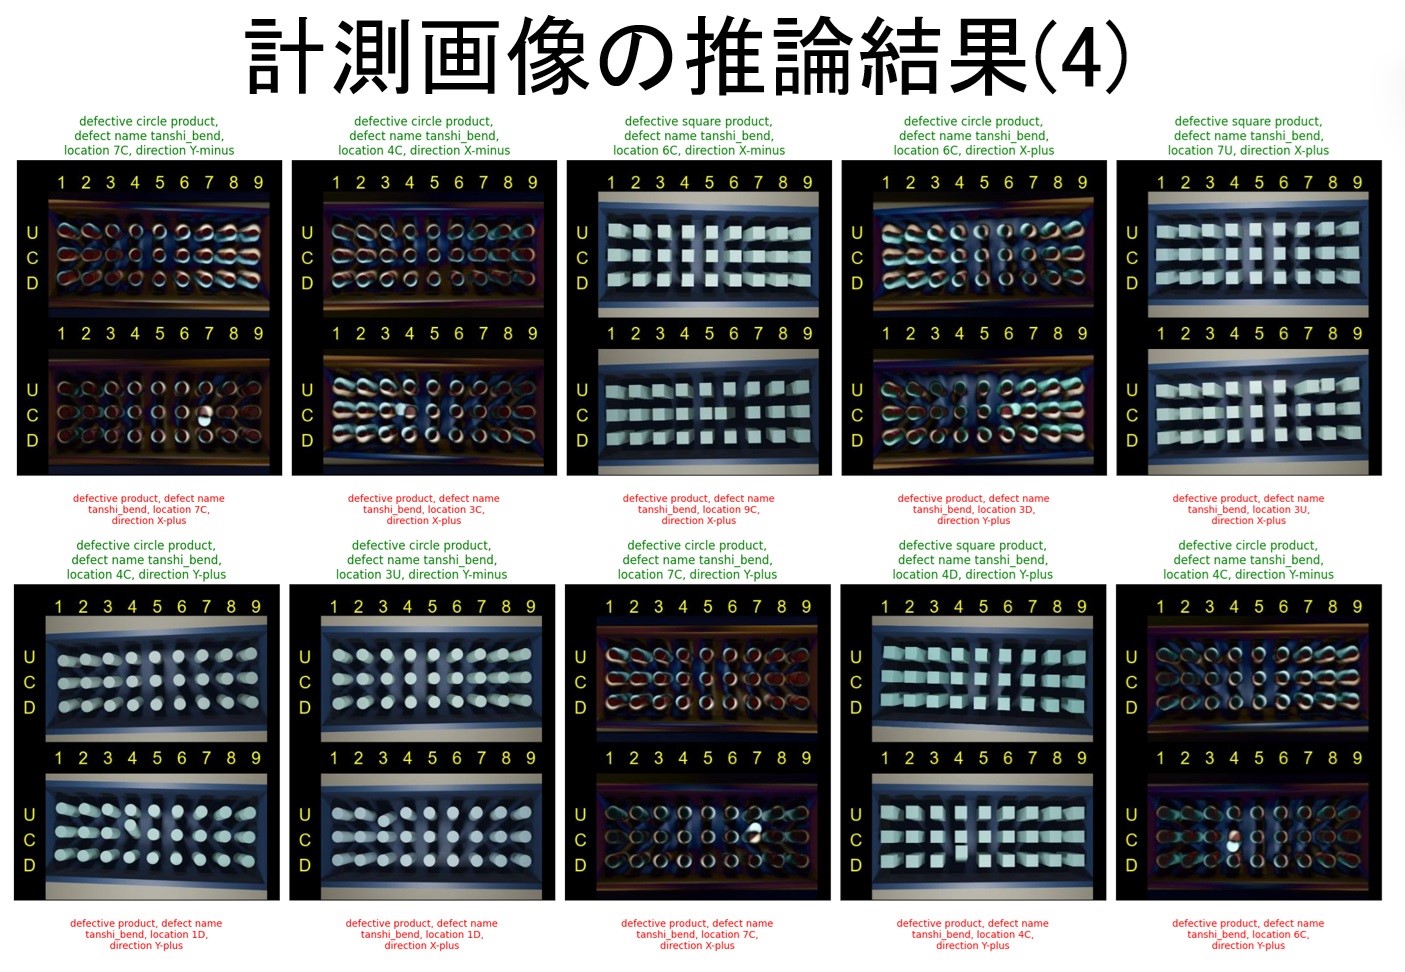 計測画像の推論結果(4)
defective circle product,
defect name tanshi_bend,
location 7C, direction Y-minus
1 2 3 4 5 6 7 8 9
U
C
D
1 2 3 4 5 6 7 8 9
U
C
D
defective product, defect name
tanshi_bend, location 7C,
direction X-plus
defective circle product,
defect name tanshi_bend,
location 4C, direction X-minus
1 2 3 4 5 6 7 8 9
U
C
D
1 2 3 4 5 6 7 8 9
U
C
D
defective product, defect name
tanshi_bend, location 3C,
direction X-plus
defective square product,
defect name tanshi_bend,
location 6C, direction X-minus
1 2 3 4 5 6 7 8 9
U
C
D
1 2 3 4 5 6 7 8 9
U
C
D
defective product, defect name
tanshi_bend, location 9C,
direction X-plus
defective circle product,
defect name tanshi_bend,
location 6C, direction X-plus
1 2 3 4 5 6 7 8 9
U
C
D
1 2 3 4 5 6 7 8 9
U
C
D
defective product, defect name
tanshi_bend, location 3D,
direction Y-plus
defective square product,
defect name tanshi_bend,
location 7U, direction X-plus
1 2 3 4 5 6 7 8 9
U
C
D
1 2 3 4 5 6 7 8 9
U
C
D
defective product, defect name
tanshi_bend, location 3U,
direction X-plus
defective circle product,
defect name tanshi_bend,
location 4C, direction Y-plus
1 2 3 4 5 6 7 8 9
U
C
D
1 2 3 4 5 6 7 8 9
U
C
D
defective product, defect name
tanshi_bend, location 1D,
direction Y-plus
defective circle product,
defect name tanshi_bend,
location 3U, direction Y-minus
1 2 3 4 5 6 7 8 9
U
C
D
1 2 3 4 5 6 7 8 9
U
C
D
defective product, defect name
tanshi_bend, location 1D,
direction X-plus
defective circle product,
defect name tanshi_bend,
location 7C, direction Y-plus
1 2 3 4 5 6 7 8 9
U
C
D
1 2 3 4 5 6 7 8 9
U
C
D
defective product, defect name
tanshi_bend, location 7C,
direction X-plus
defective square product,
defect name tanshi_bend,
location 4D, direction Y-plus
1 2 3 4 5 6 7 8 9
U
C
D
1 2 3 4 5 6 7 8 9
U
C
D
defective product, defect name
tanshi_bend, location 4C,
direction Y-plus
defective circle product,
defect name tanshi_bend,
location 4C, direction Y-minus
1 2 3 4 5 6 7 8 9
U
C
D
1 2 3 4 5 6 7 8 9
U
C
D
defective product, defect name
tanshi_bend, location 6C,
direction Y-plus